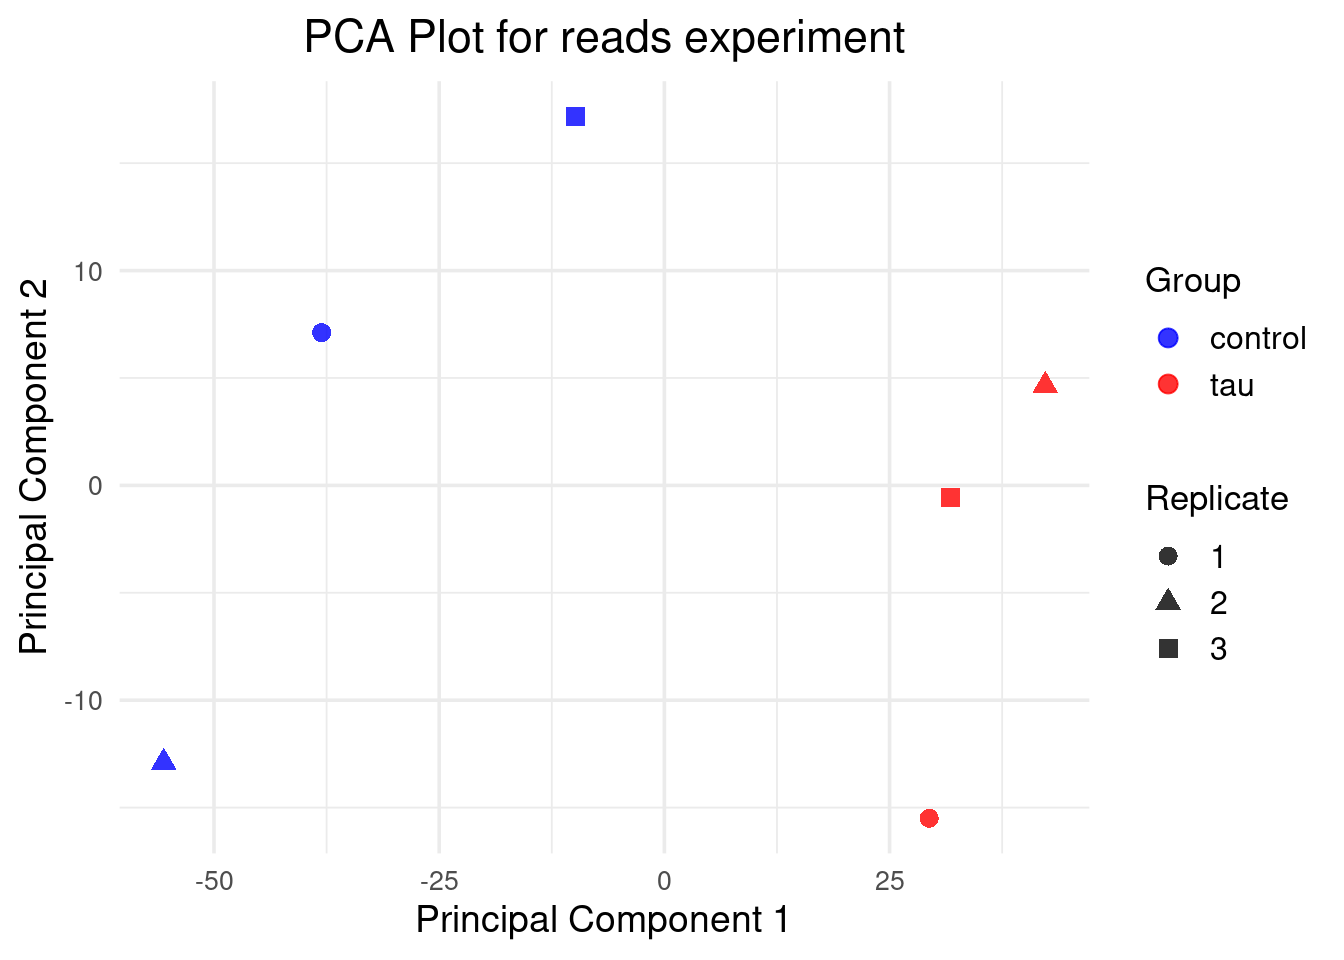 PCA Plot for reads experiment
Principal Component 2
10
0
-10
-50
-25
0
25
Principal Component 1
Group
control
tau
Replicate
1
2
3